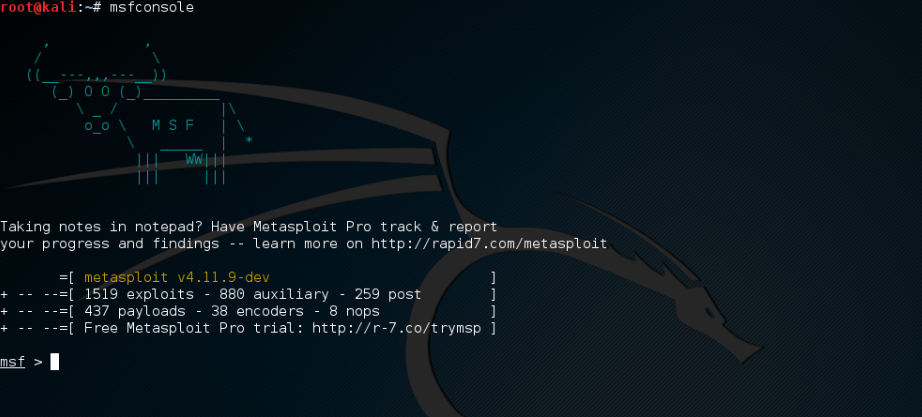 root@kali:~# msfconsole
M S F
Taking notes in notepad? Have Metasploit Pro track & report
your progress and findings -- learn more on http://rapid7.com/metasploit
=[ metasploit v4.11.9-dev ]
+ -- --=[ 1519 exploits - 880 auxiliary - 259 post ]
+ -- --=[ 437 payloads - 38 encoders - 8 nops ]
+ -- --=[ Free Metasploit Pro trial: http://r-7.co/trymsp ]
msf >